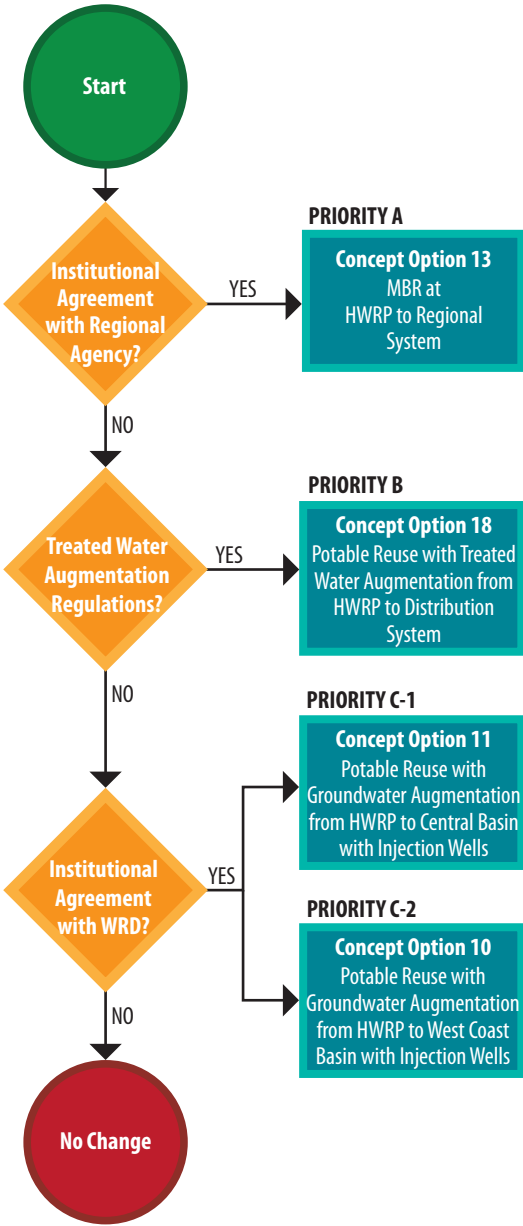 Start
Institutional
Agreement
with Regional
Agency?
YES
PRIORITY A
Concept Option 13
MBR at
HWRP to Regional
System
NO
Treated Water
Augmentation
Regulations?
YES
PRIORITY B
Concept Option 18
Potable Reuse with Treated
Water Augmentation from
HWRP to Distribution
System
NO
Institutional
Agreement
with WRD?
YES
PRIORITY C-1
Concept Option 11
Potable Reuse with
Groundwater Augmentation
from HWRP to Central Basin
with Injection Wells
PRIORITY C-2
Concept Option 10
Potable Reuse with
Groundwater Augmentation
from HWRP to West Coast
Basin with Injection Wells
NO
No Change